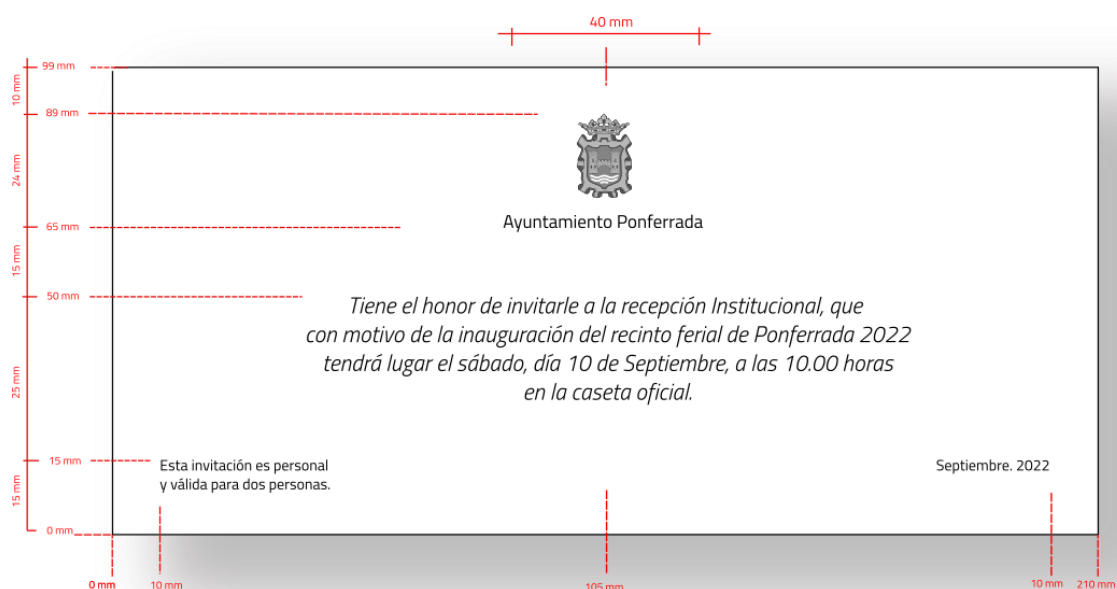 40 mm
99 mm
10 mm
89 mm
24 mm
Ayuntamiento Ponferrada
65 mm
15 mm
50 mm
Tiene el honor de invitarle a la recepción Institucional, que
con motivo de la inauguración del recinto ferial de Ponferrada 2022
tendrá lugar el sábado, día 10 de Septiembre, a las 10.00 horas
en la caseta oficial.
25 mm
15 mm
Esta invitación es personal
y válida para dos personas.
Septiembre. 2022
15 mm
0 mm
0 mm
10 mm
105 mm
10 mm
210 mm